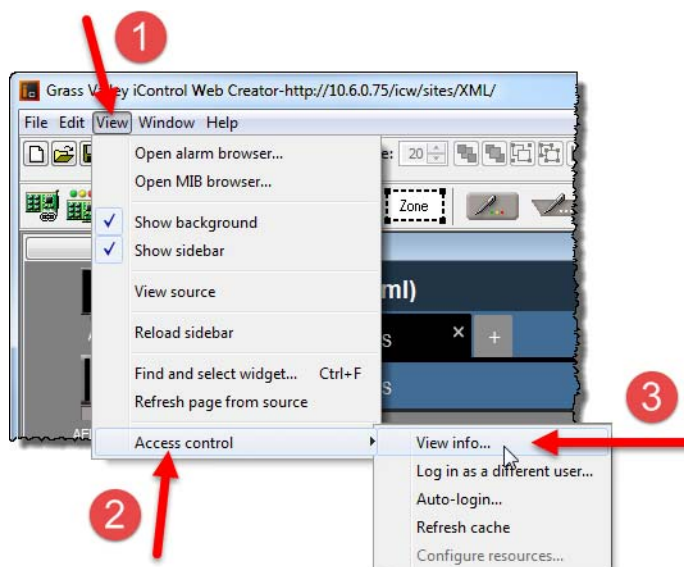 1
Grass Valley iControl Web Creator-http://10.6.0.75/icw/sites/XML/
File Edit View Window Help
Open alarm browser...
e: 20
Open MIB browser...
Zone
Show background
Show sidebar
View source
ml)
Reload sidebar
s × +
Find and select widget... Ctrl+F
s
Refresh page from source
3
Access control
View info...
Log in as a different user...
2
Auto-login...
Refresh cache
Configure resources...